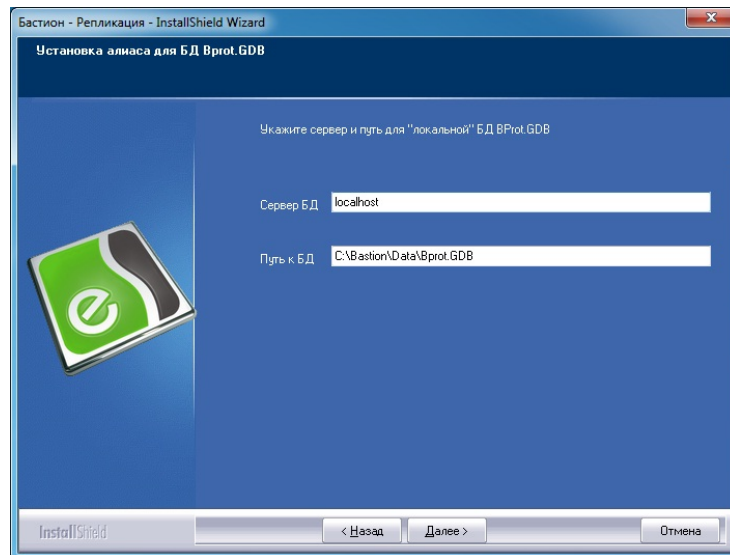 Бастион - Репликация - InstallShield Wizard
Установка алиаса для БД Bprot.GDB
Укажите сервер и путь для "локальной" БД BProt.GDB
Сервер БД localhost
Путь к БД C:\Bastion\Data\Bprot.GDB
InstallShield < Назад Далее > Отмена